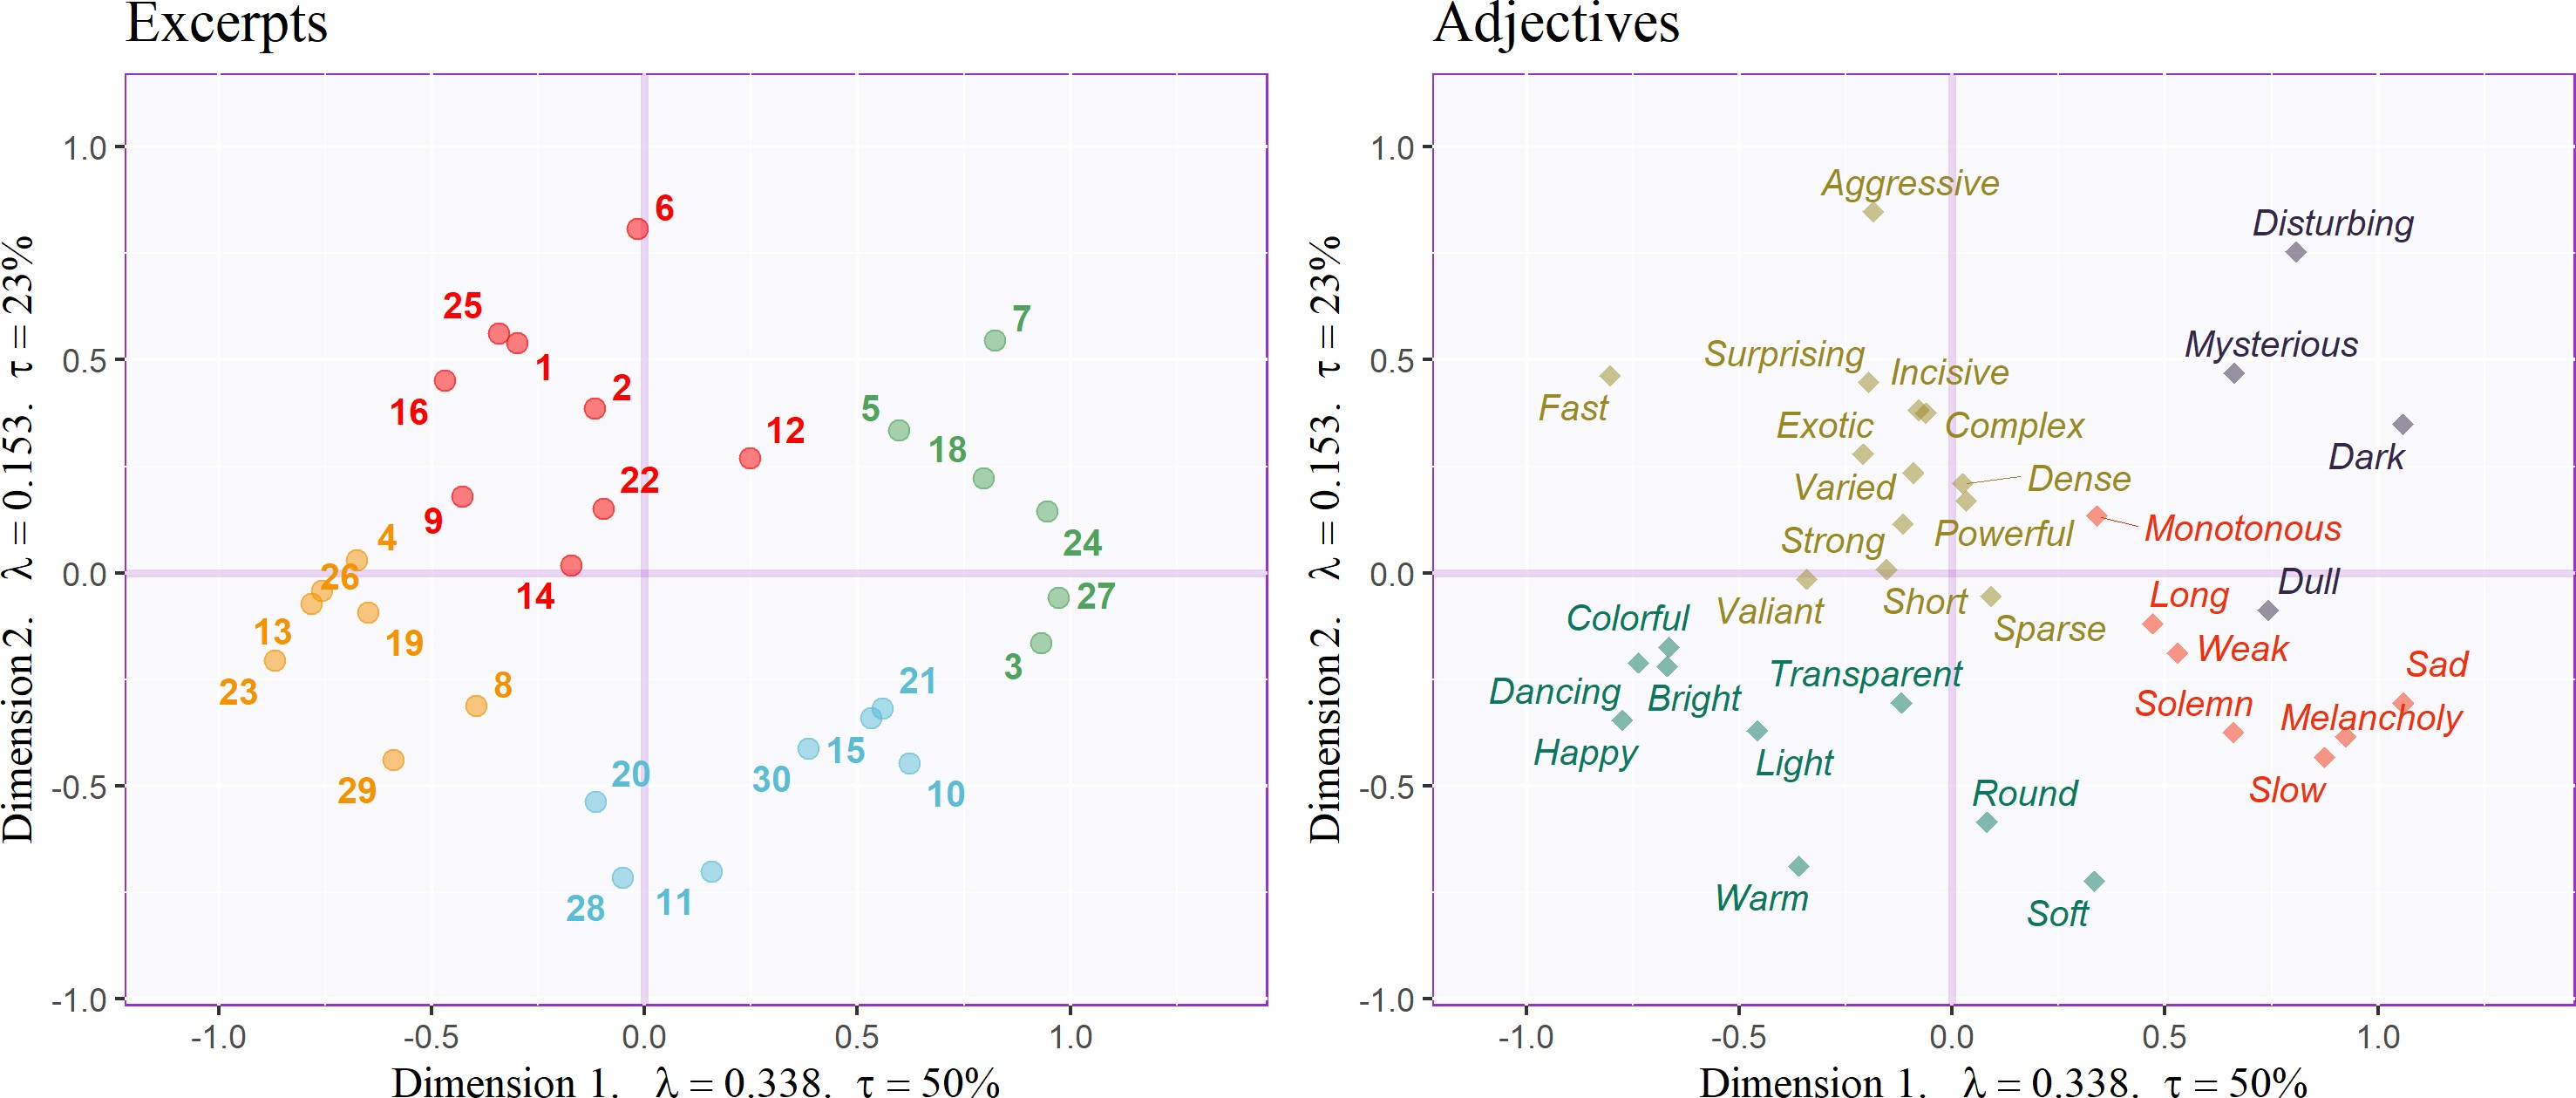 Excerpts
1.0
0.5
0.0
-0.5
-1.0
-1.0
-0.5
0.0
0.5
1.0
Dimension 2. λ = 0.153. τ = 23%
Dimension 1. λ = 0.338. τ = 50%
6
25
1
7
16
2
5
12
18
22
9
4
24
26
14
27
13
19
3
23
8
21
29
20
30
15
10
28
11
Adjectives
1.0
0.5
0.0
-0.5
-1.0
-1.0
-0.5
0.0
0.5
1.0
Dimension 2. λ = 0.153. τ = 23%
Dimension 1. λ = 0.338. τ = 50%
Aggressive
Disturbing
Mysterious
Surprising
Incisive
Fast
Exotic
Complex
Dark
Varied
Dense
Strong
Powerful
Monotonous
Dull
Valiant
Short
Long
Colorful
Sparse
Weak
Transparent
Sad
Dancing
Bright
Solemn
Melancholy
Happy
Light
Slow
Round
Warm
Soft